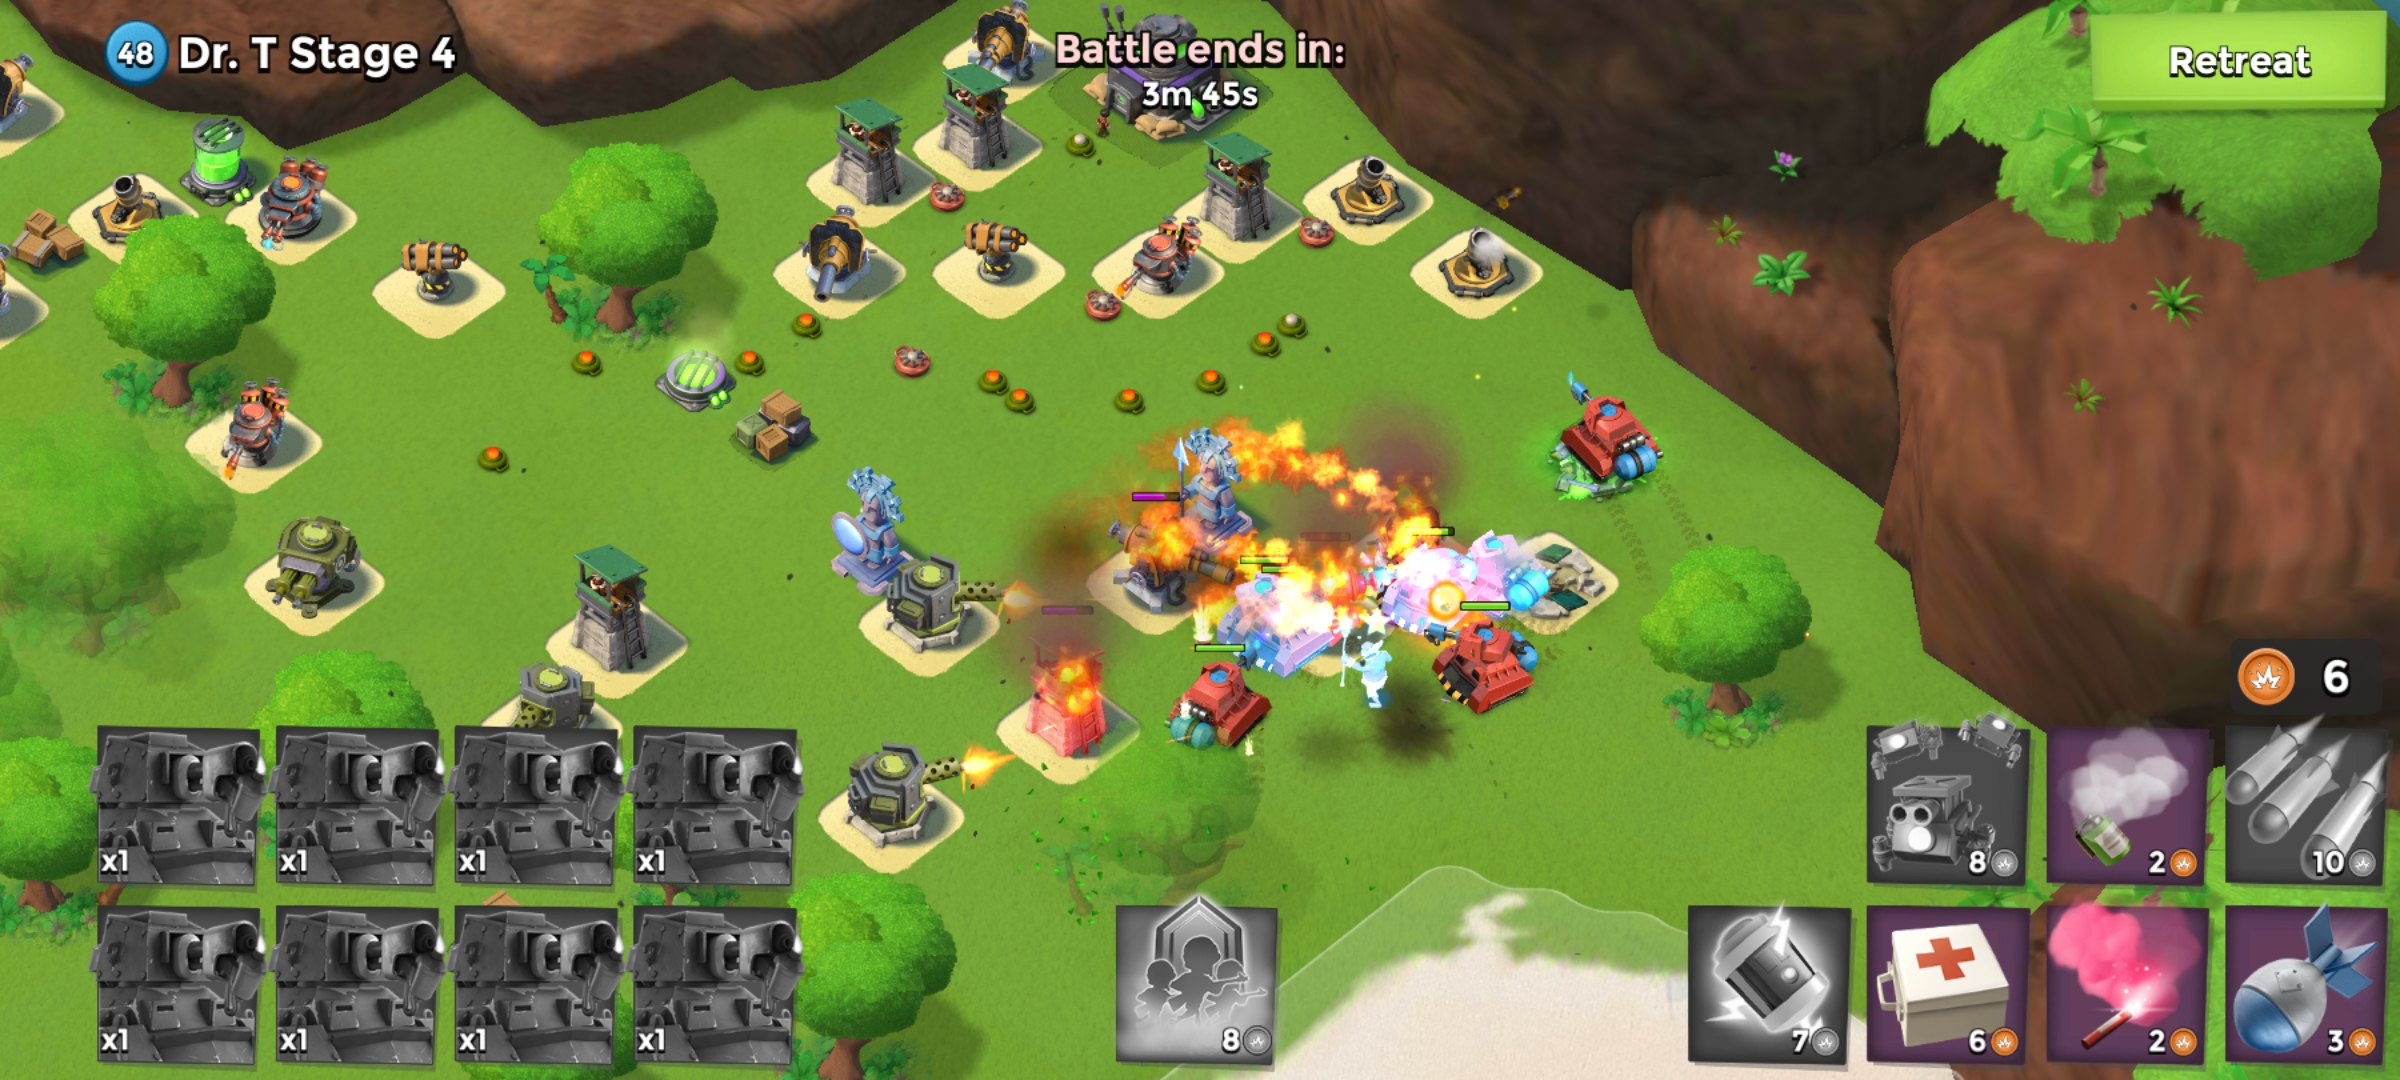 48 Dr. T Stage 4
Battle ends in:
3m 45s
Retreat
6
8
2
10
x1
x1
x1
x1
x1
x1
x1
x1
8
7
6
2
3